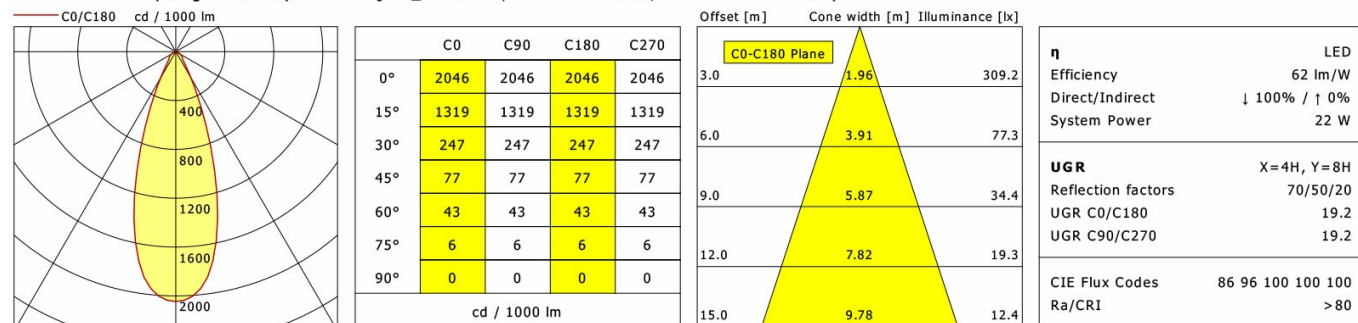 C0/C180 cd / 1000 lm
400
800
1200
1600
2000
C0 C90 C180 C270
0° 2046 2046 2046 2046
15° 1319 1319 1319 1319
30° 247 247 247 247
45° 77 77 77 77
60° 43 43 43 43
75° 6 6 6 6
90° 0 0 0 0
cd / 1000 lm
Offset [m] Cone width [m] Illuminance [lx]
C0-C180 Plane
3.0 1.96 309.2
6.0 3.91 77.3
9.0 5.87 34.4
12.0 7.82 19.3
15.0 9.78 12.4
η LED
Efficiency 62 lm/W
Direct/Indirect ↓ 100% / ↑ 0%
System Power 22 W
UGR X=4H, Y=8H
Reflection factors 70/50/20
UGR C0/C180 19.2
UGR C90/C270 19.2
CIE Flux Codes 86 96 100 100 100
Ra/CRI >80